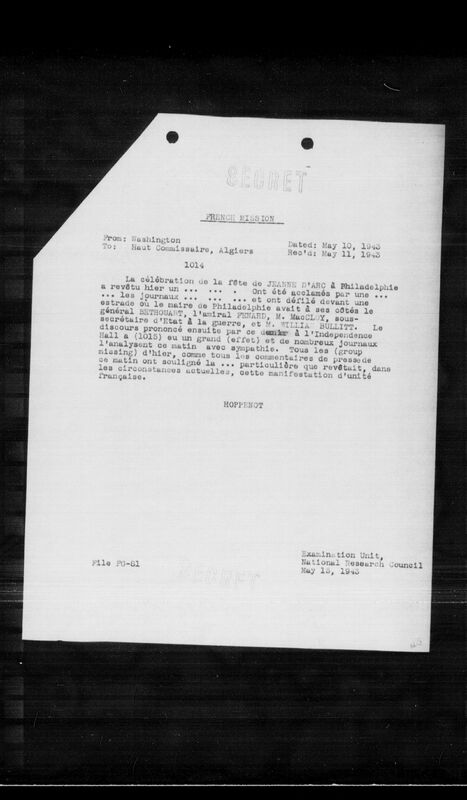 SECRET
FRENCH MISSION
From: Washington
To: Haut Commissaire, Algiers
Dated: May 10, 1943
Rec'd: May 11, 1943
1014
La célébration de la fête de JEANNE D'ARC à Philadelphie
a revêtu hier un ... ... ... . Ont été acclamés par une ...
... les journaux ... ... ... et ont défilé devant une
estrade où le maire de Philadelphie avait à ses côtés le
général BETHOUART, l'amiral FENARD, M. MacCLOY, sous-
secrétaire d'Etat à la guerre, et M. WILLIAM BULLITT. Le
discours prononcé ensuite par ce dernier à l'Independence
Hall a (1015) eu un grand (effet) et de nombreux journaux
l'analysent ce matin avec sympathie. Tous les (group
missing) d'hier, comme tous les commentaires de pressede
ce matin ont souligné la ... particulière que revêtait, dans
les circonstances actuelles, cette manifestation d'unité
française.
HOPPENOT
File FG-81
SECRET
Examination Unit,
National Research Council
May 13, 1943